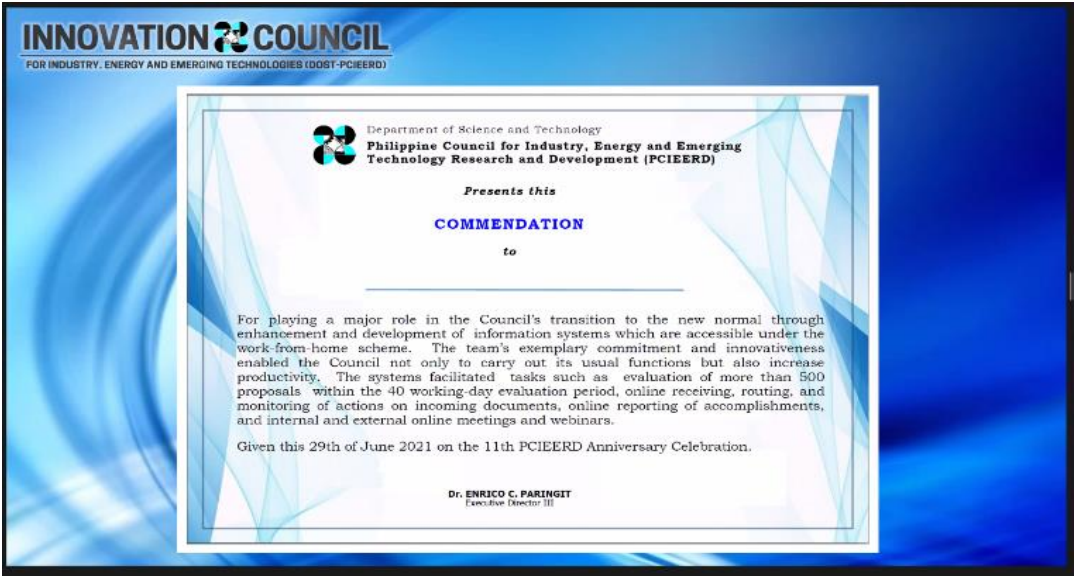 INNOVATION COUNCIL
FOR INDUSTRY, ENERGY AND EMERGING TECHNOLOGIES (DOST-PCIEERD)
Department of Science and Technology
Philippine Council for Industry, Energy and Emerging
Technology Research and Development (PCIEERD)
Presents this
COMMENDATION
to
For playing a major role in the Council's transition to the new normal through
enhancement and development of information systems which are accessible under the
work-from-home scheme. The team's exemplary commitment and innovativeness
enabled the Council not only to carry out its usual functions but also increase
productivity. The systems facilitated tasks such as evaluation of more than 500
proposals within the 40 working-day evaluation period, online receiving, routing, and
monitoring of actions on incoming documents, online reporting of accomplishments,
and internal and external online meetings and webinars.
Given this 29th of June 2021 on the 11th PCIEERD Anniversary Celebration.
Dr. ENRICO C. PARINGIT
Executive Director III